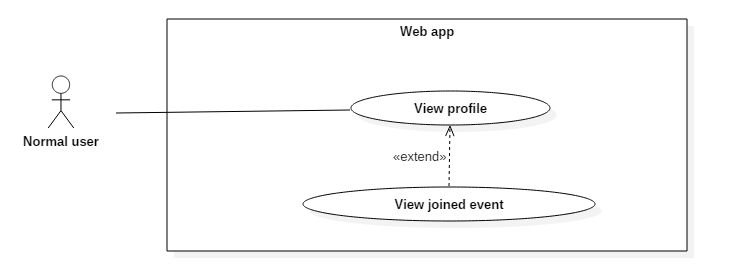 Web app
View profile
Normal user
«extend»
View joined event